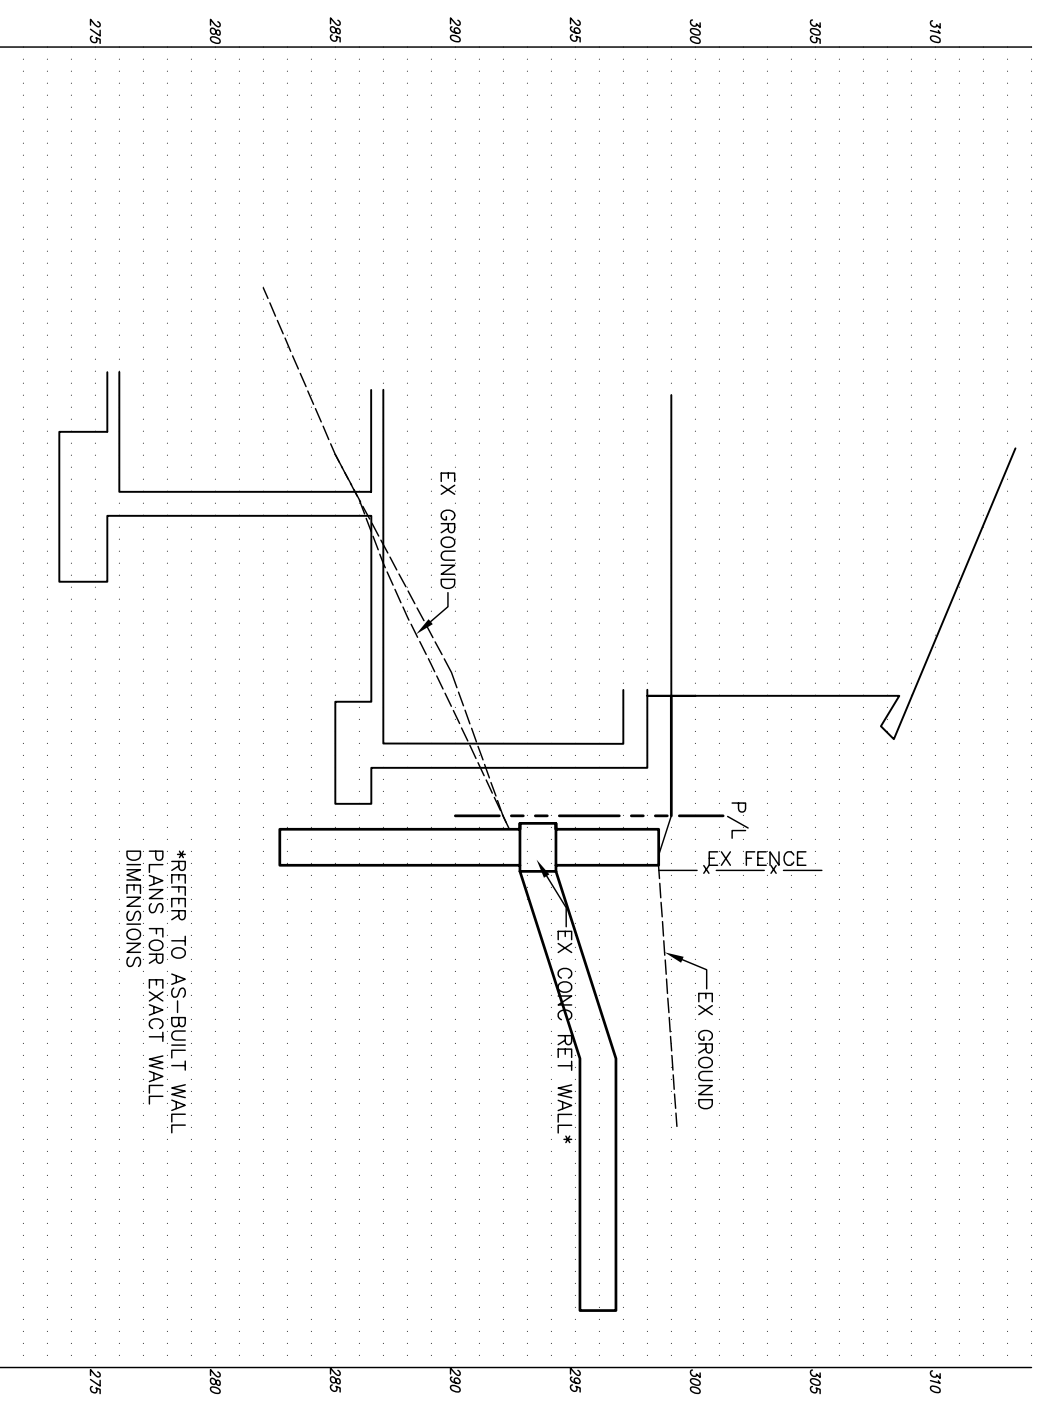 310
305
300
295
290
285
280
275
P/L
EX FENCE
x
x
EX GROUND
EX GROUND
EX CONC RET WALL*
*REFER TO AS-BUILT WALL
PLANS FOR EXACT WALL
DIMENSIONS
310
305
300
295
290
285
280
275